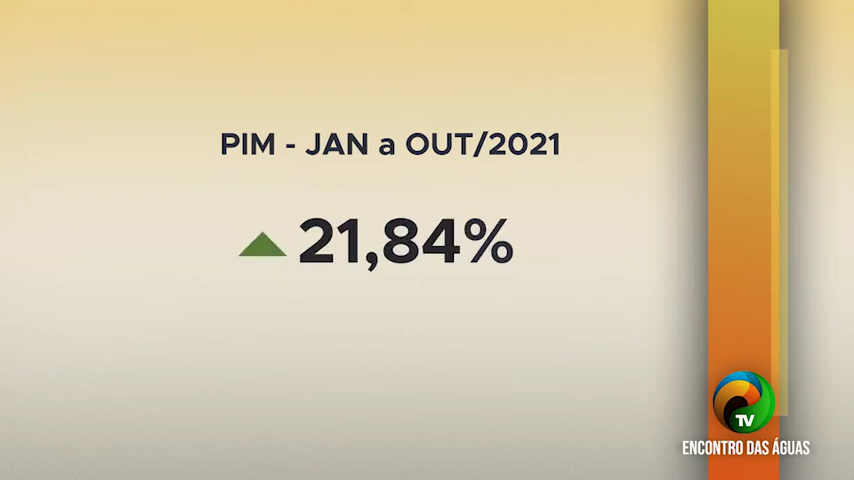 PIM - JAN a OUT/2021
21,84%
TV
ENCONTRO DAS ÁGUAS